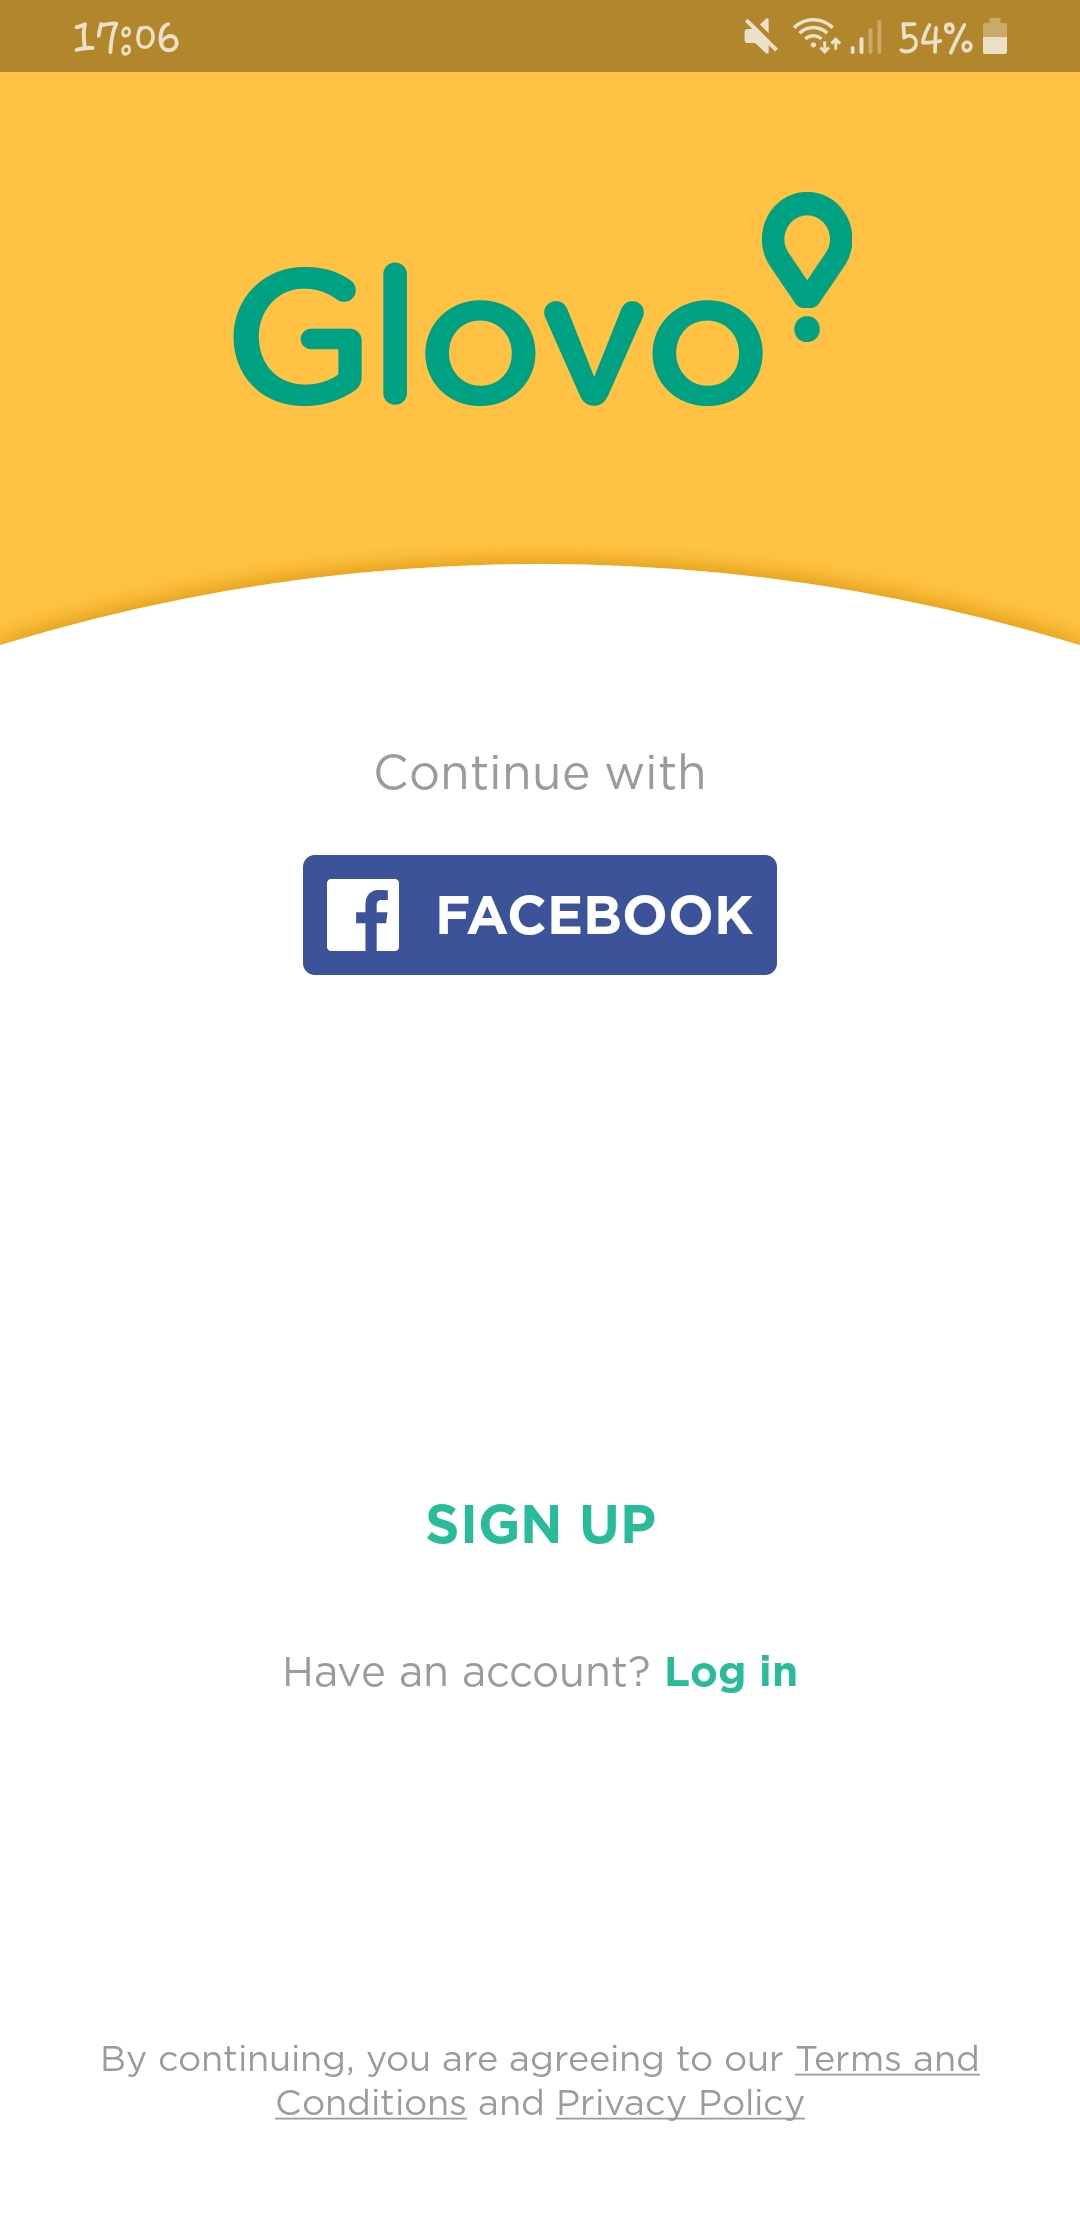 17:06 54%
Glovo
Continue with
FACEBOOK
SIGN UP
Have an account? Log in
By continuing, you are agreeing to our Terms and
Conditions and Privacy Policy